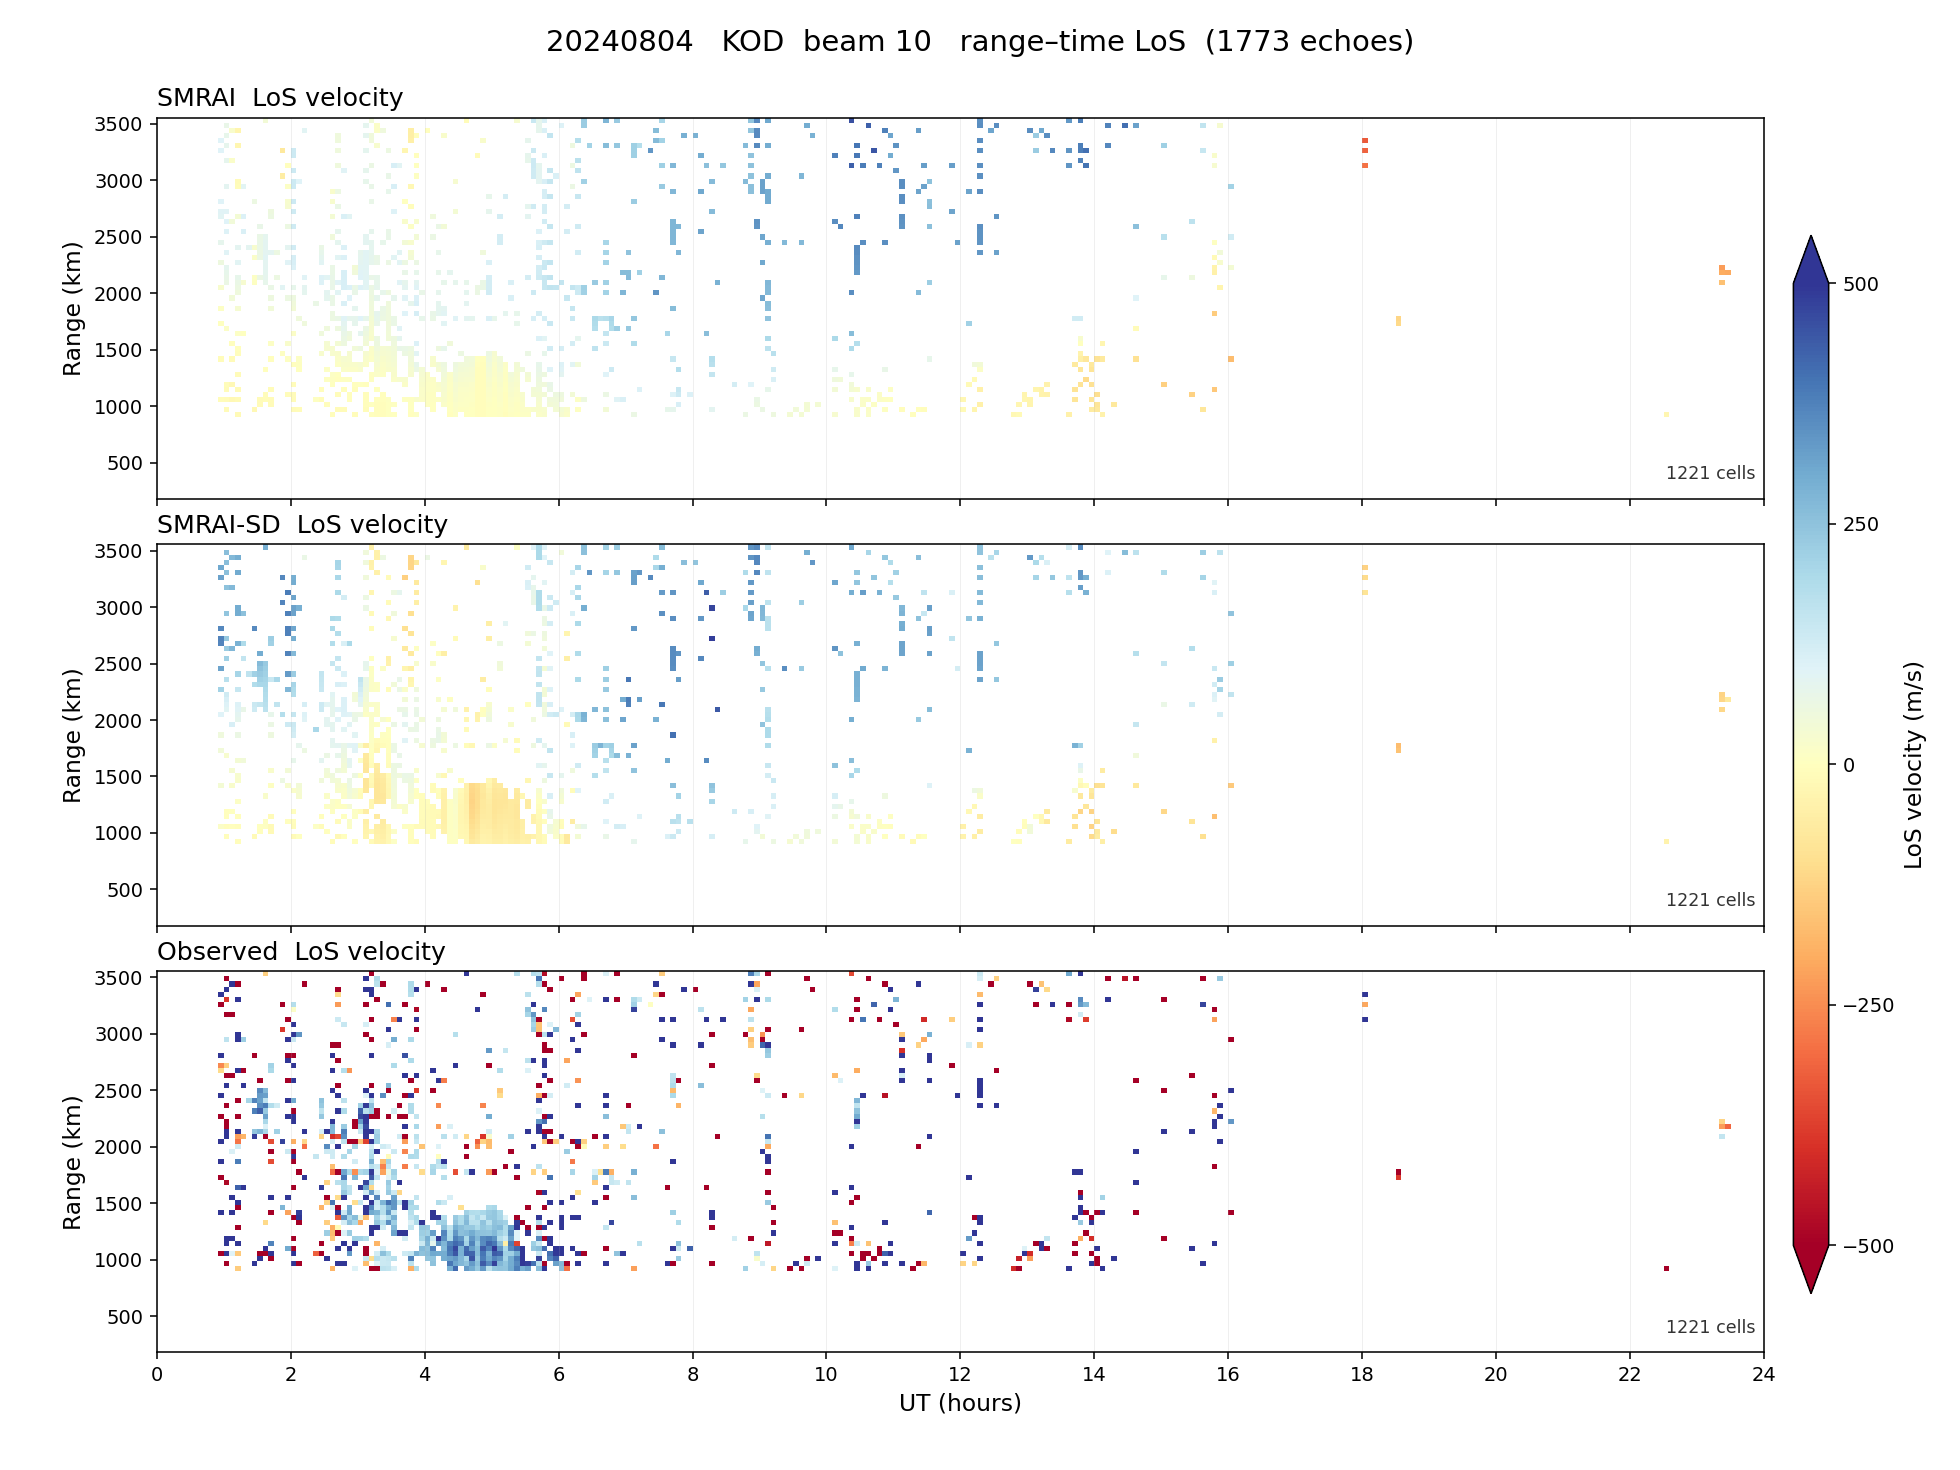 20240804   KOD  beam 10   range–time LoS  (1773 echoes)
SMRAI  LoS velocity
3500
3000
2500
2000
1500
1000
500
Range (km)
1221 cells
SMRAI-SD  LoS velocity
3500
3000
2500
2000
1500
1000
500
Range (km)
1221 cells
Observed  LoS velocity
3500
3000
2500
2000
1500
1000
500
Range (km)
1221 cells
0 2 4 6 8 10 12 14 16 18 20 22 24
UT (hours)
500
250
0
−250
−500
LoS velocity (m/s)